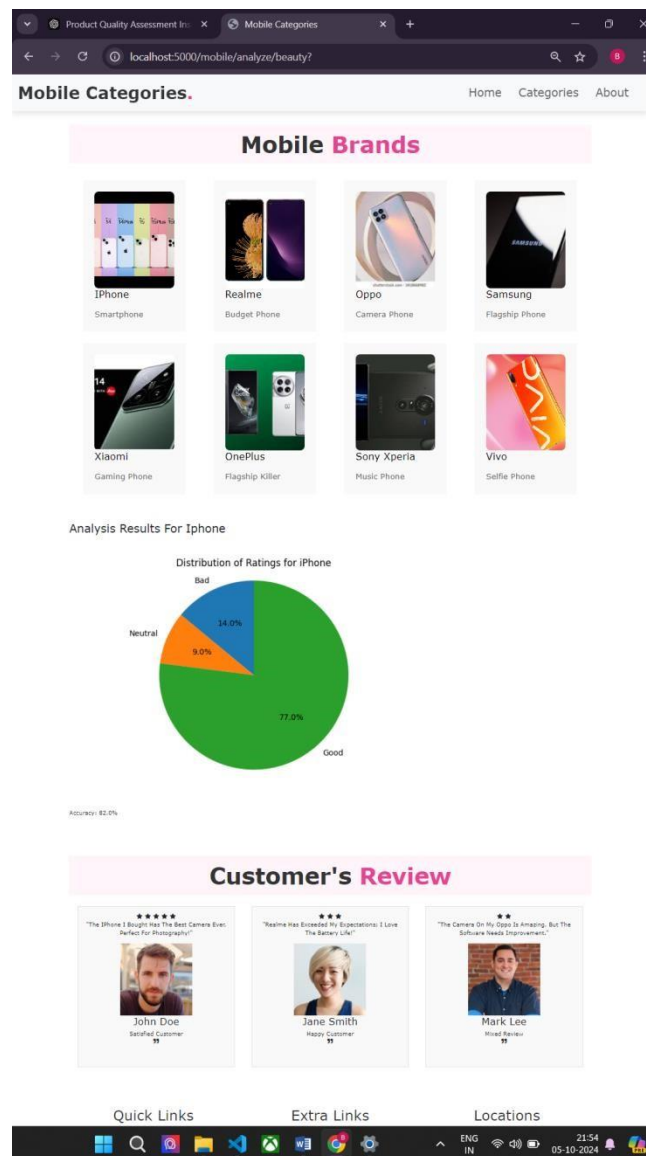 Product Quality Assessment In
Mobile Categories
localhost:5000/mobile/analyze/beauty?
B
Mobile Categories.
Home Categories About
Mobile Brands
SAMSUNG
IPhone
Realme
Oppo
Samsung
Smartphone
Budget Phone
Camera Phone
Flagship Phone
14
VIVO
Xiaomi
OnePlus
Sony Xperia
Vivo
Gaming Phone
Flagship Killer
Music Phone
Selfie Phone
Analysis Results For Iphone
Distribution of Ratings for iPhone
Bad
14.0%
Neutral
9.0%
77.0%
Good
Accuracy: 82.0%
Customer's Review
"The IPhone I Bought Has The Best Camera Ever.
Perfect For Photography!"
John Doe
Satisfied Customer
"Realme Has Exceeded My Expectations; I Love
The Battery Life!"
Jane Smith
Happy Customer
"The Camera On My Oppo Is Amazing. But The
Software Needs Improvement."
Mark Lee
Mixed Review
Quick Links
Extra Links
Locations
ENG
IN
21:54
05-10-2024